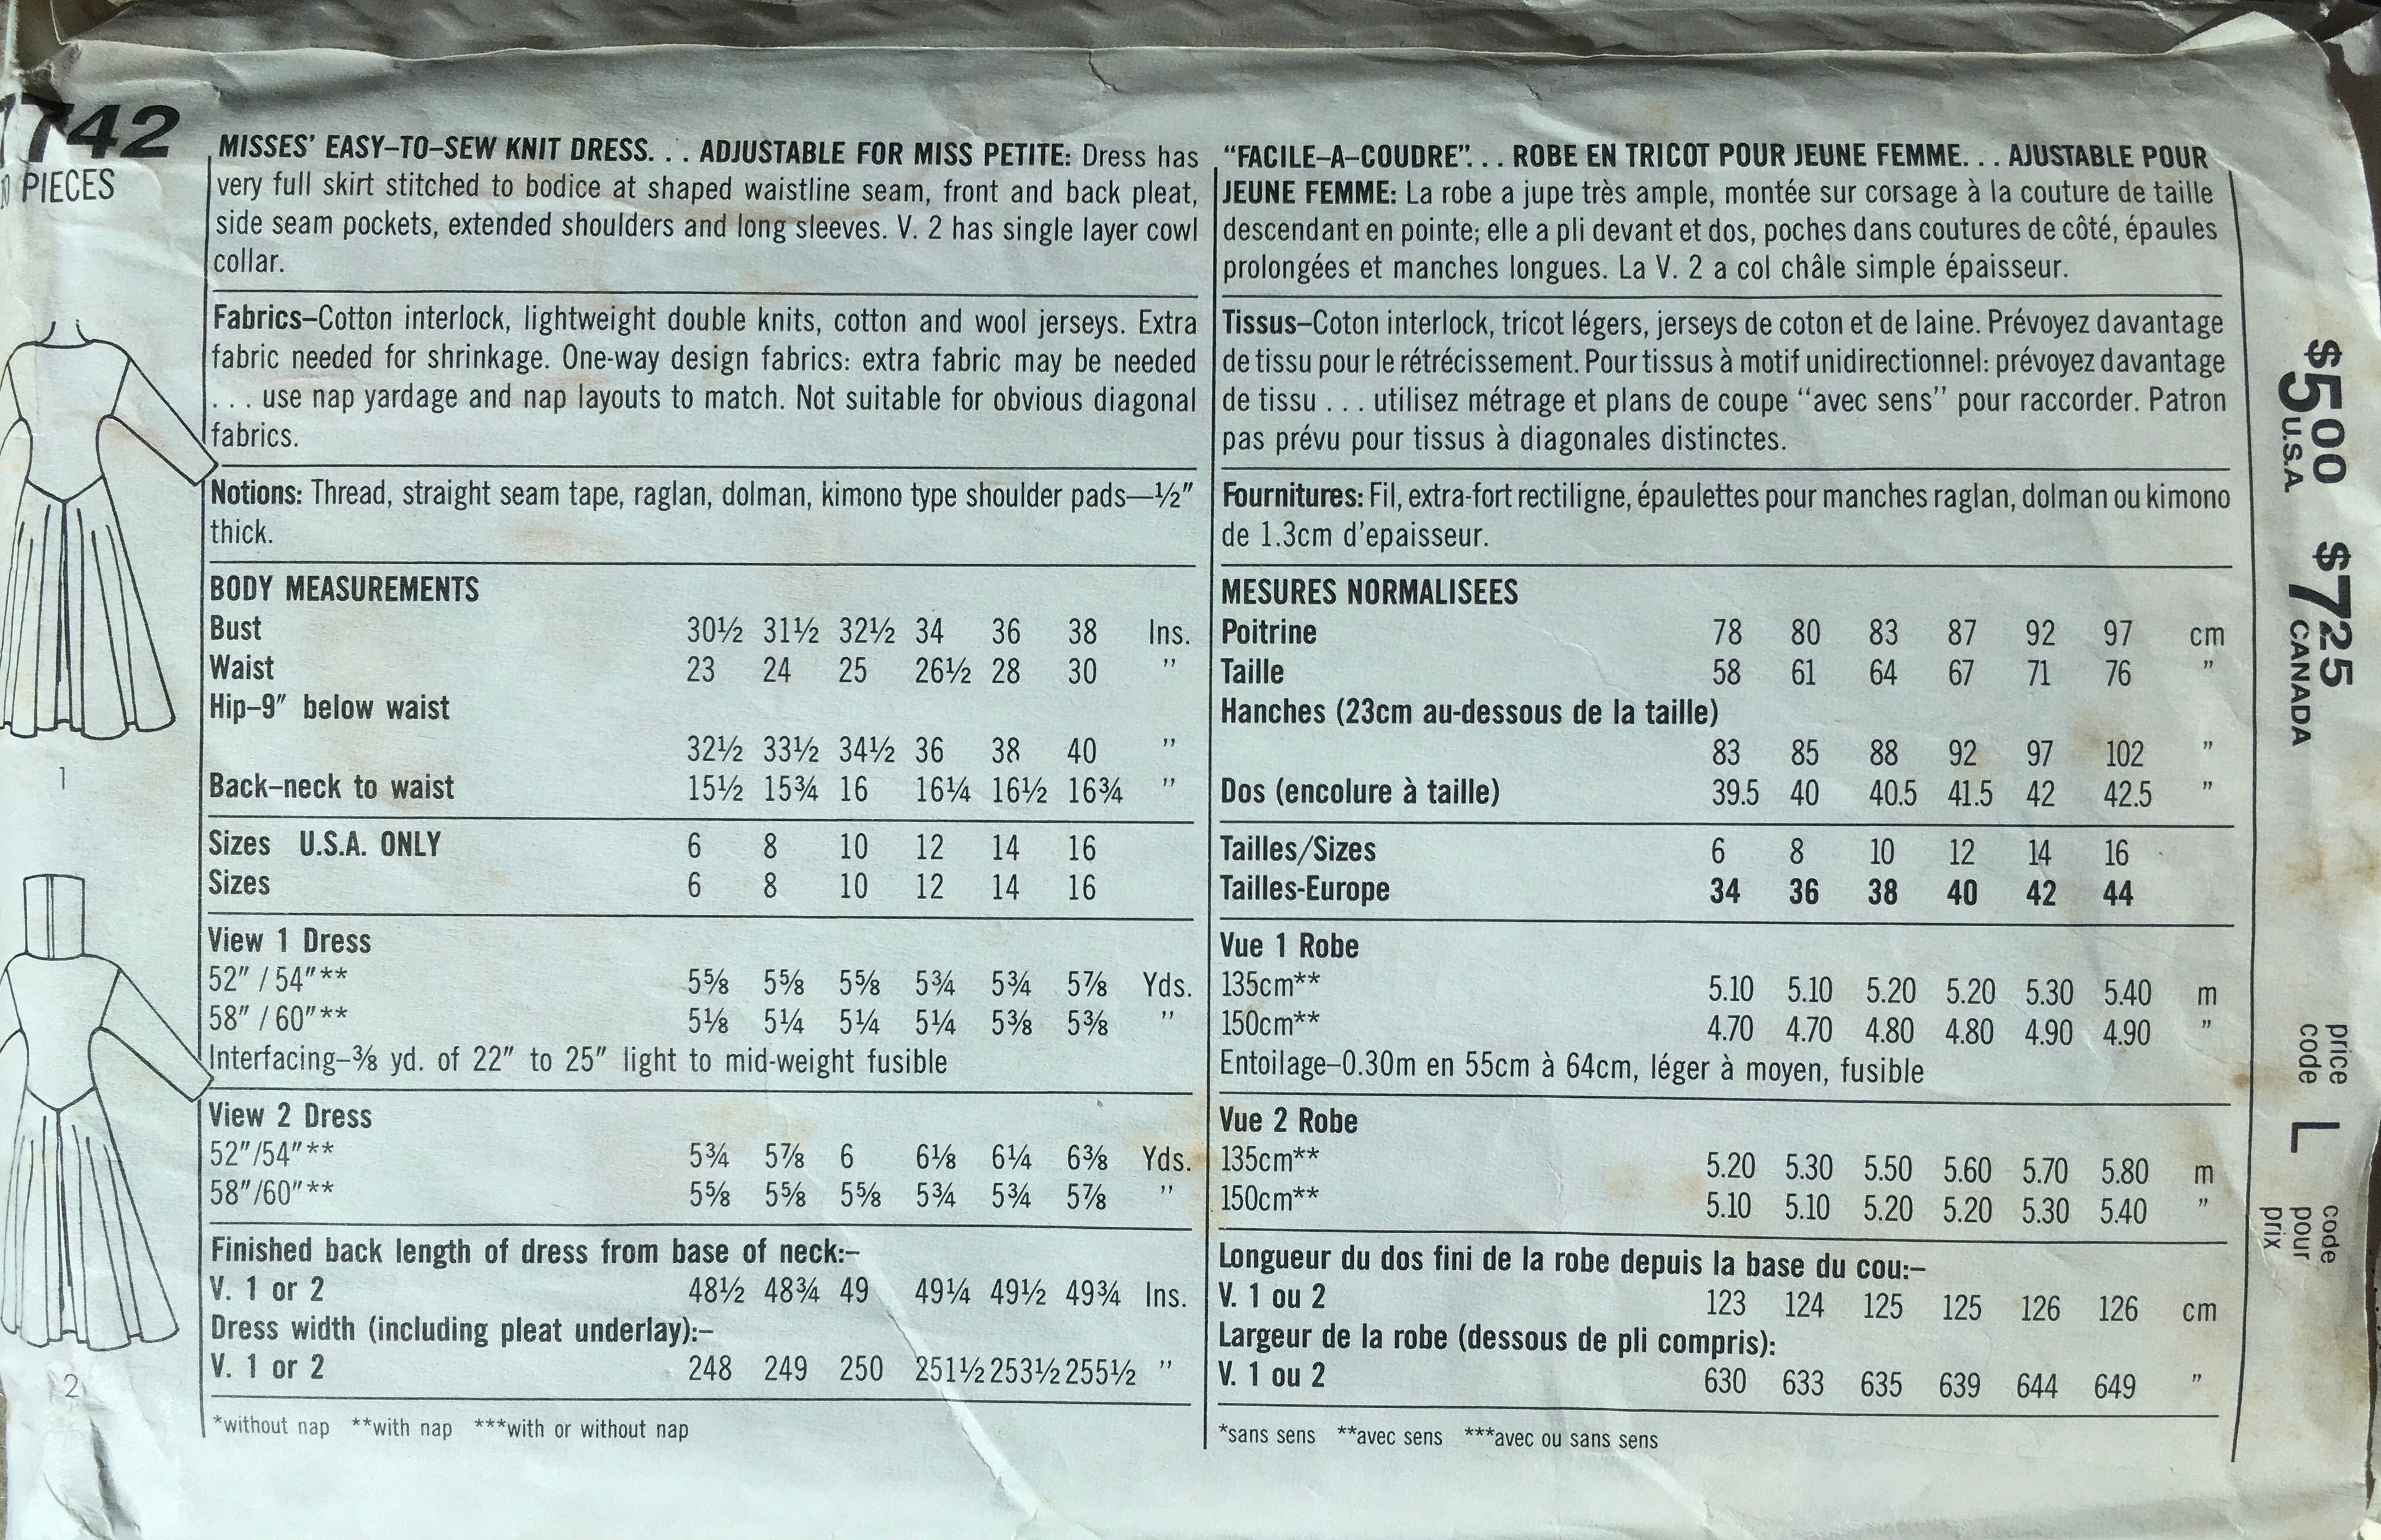 742
PIECES
MISSES' EASY–TO–SEW KNIT DRESS. . . ADJUSTABLE FOR MISS PETITE: Dress has
very full skirt stitched to bodice at shaped waistline seam, front and back pleat,
side seam pockets, extended shoulders and long sleeves. V. 2 has single layer cowl
collar.
Fabrics–Cotton interlock, lightweight double knits, cotton and wool jerseys. Extra
fabric needed for shrinkage. One-way design fabrics: extra fabric may be needed
. . . use nap yardage and nap layouts to match. Not suitable for obvious diagonal
fabrics.
Notions: Thread, straight seam tape, raglan, dolman, kimono type shoulder pads—½"
thick.
BODY MEASUREMENTS
Bust 30½ 31½ 32½ 34 36 38 Ins.
Waist 23 24 25 26½ 28 30 "
Hip–9" below waist
32½ 33½ 34½ 36 38 40 "
Back–neck to waist 15½ 15¾ 16 16¼ 16½ 16¾ "
Sizes U.S.A. ONLY 6 8 10 12 14 16
Sizes 6 8 10 12 14 16
View 1 Dress
52" / 54"** 5⅝ 5⅝ 5⅝ 5¾ 5¾ 5⅞ Yds.
58" / 60"** 5⅛ 5¼ 5¼ 5¼ 5⅜ 5⅜ "
Interfacing–⅜ yd. of 22" to 25" light to mid-weight fusible
View 2 Dress
52"/54"** 5¾ 5⅞ 6 6⅛ 6¼ 6⅜ Yds.
58"/60"** 5⅝ 5⅝ 5⅝ 5¾ 5¾ 5⅞ "
Finished back length of dress from base of neck:–
V. 1 or 2 48½ 48¾ 49 49¼ 49½ 49¾ Ins.
Dress width (including pleat underlay):–
V. 1 or 2 248 249 250 251½ 253½ 255½ "
*without nap **with nap ***with or without nap
"FACILE–A–COUDRE". . . ROBE EN TRICOT POUR JEUNE FEMME. . . AJUSTABLE POUR
JEUNE FEMME: La robe a jupe très ample, montée sur corsage à la couture de taille
descendant en pointe; elle a pli devant et dos, poches dans coutures de côté, épaules
prolongées et manches longues. La V. 2 a col châle simple épaisseur.
Tissus–Coton interlock, tricot légers, jerseys de coton et de laine. Prévoyez davantage
de tissu pour le rétrécissement. Pour tissus à motif unidirectionnel: prévoyez davantage
de tissu . . . utilisez métrage et plans de coupe "avec sens" pour raccorder. Patron
pas prévu pour tissus à diagonales distinctes.
Fournitures: Fil, extra-fort rectiligne, épaulettes pour manches raglan, dolman ou kimono
de 1.3cm d'epaisseur.
MESURES NORMALISEES
Poitrine 78 80 83 87 92 97 cm
Taille 58 61 64 67 71 76 "
Hanches (23cm au-dessous de la taille)
83 85 88 92 97 102 "
Dos (encolure à taille) 39.5 40 40.5 41.5 42 42.5 "
Tailles/Sizes 6 8 10 12 14 16
Tailles-Europe 34 36 38 40 42 44
Vue 1 Robe
135cm** 5.10 5.10 5.20 5.20 5.30 5.40 m
150cm** 4.70 4.70 4.80 4.80 4.90 4.90 "
Entoilage–0.30m en 55cm à 64cm, léger à moyen, fusible
Vue 2 Robe
135cm** 5.20 5.30 5.50 5.60 5.70 5.80 m
150cm** 5.10 5.10 5.20 5.20 5.30 5.40 "
Longueur du dos fini de la robe depuis la base du cou:–
V. 1 ou 2 123 124 125 125 126 126 cm
Largeur de la robe (dessous de pli compris):
V. 1 ou 2 630 633 635 639 644 649 "
*sans sens **avec sens ***avec ou sans sens
1
2
$5 00 U.S.A.
$7 25 CANADA
price
code
L
code
pour
prix